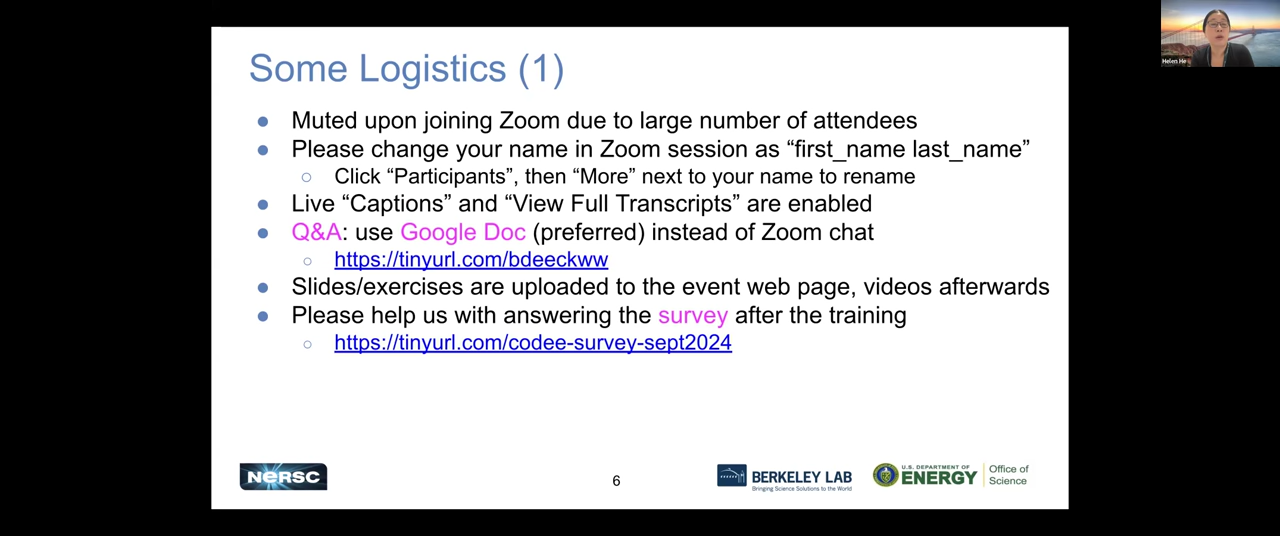 Some Logistics (1)
● Muted upon joining Zoom due to large number of attendees
● Please change your name in Zoom session as “first_name last_name”
○ Click “Participants”, then “More” next to your name to rename
● Live “Captions” and “View Full Transcripts” are enabled
● Q&A: use Google Doc (preferred) instead of Zoom chat
○ https://tinyurl.com/bdeeckww
● Slides/exercises are uploaded to the event web page, videos afterwards
● Please help us with answering the survey after the training
○ https://tinyurl.com/codee-survey-sept2024
Helen He
NERSC
6
BERKELEY LAB
Bringing Science Solutions to the World
U.S. DEPARTMENT OF
ENERGY
Office of
Science